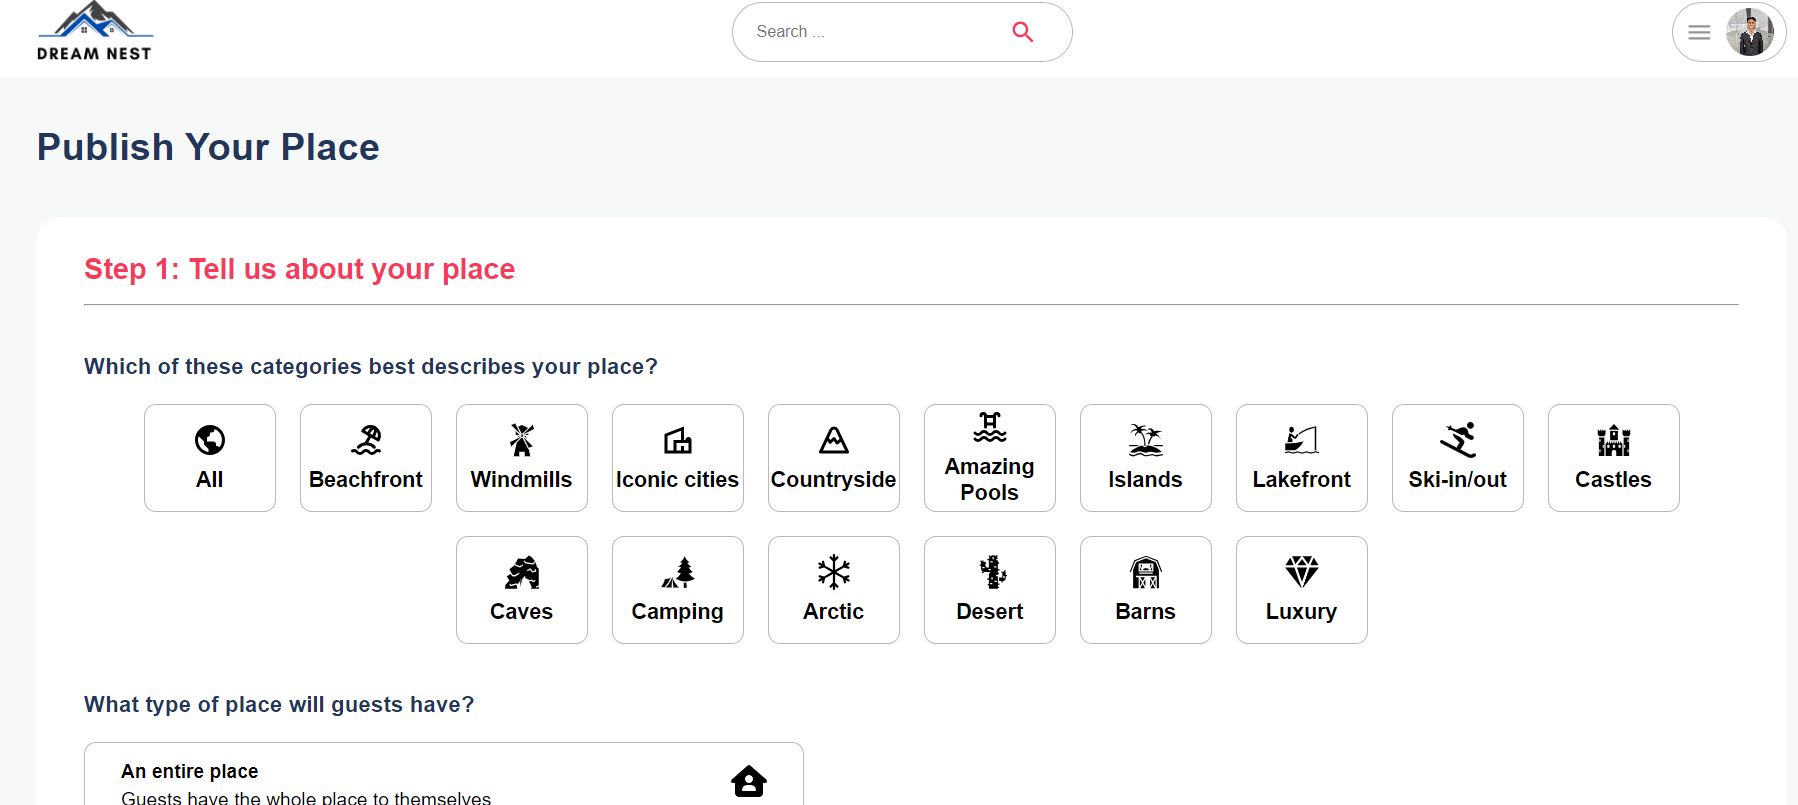 DREAM NEST
Search ...
Publish Your Place
Step 1: Tell us about your place
Which of these categories best describes your place?
All
Beachfront
Windmills
Iconic cities
Countryside
Amazing
Pools
Islands
Lakefront
Ski-in/out
Castles
Caves
Camping
Arctic
Desert
Barns
Luxury
What type of place will guests have?
An entire place
Guests have the whole place to themselves